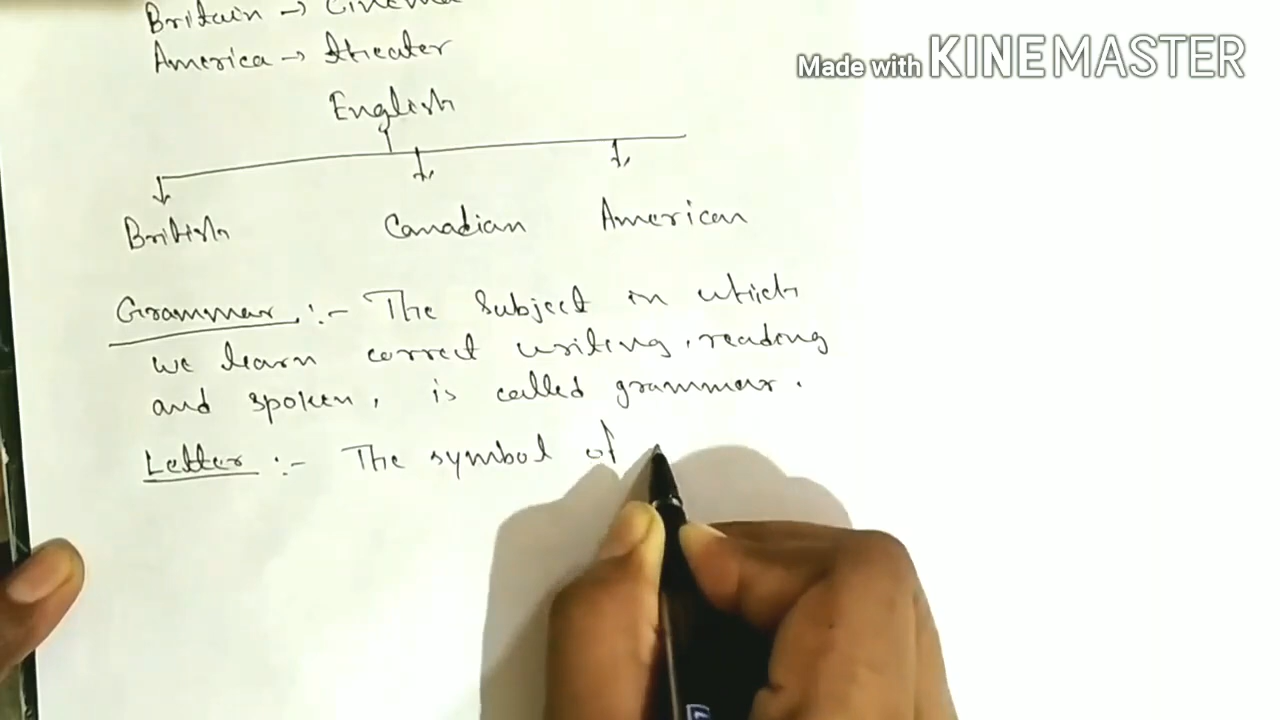 Britain → Cinema
America → theater
English
British Canadian American
Grammar :- The Subject in which
we learn correct writing, reading
and spoken, is called grammar.
Letter :- The symbol of
Made with KINEMASTER